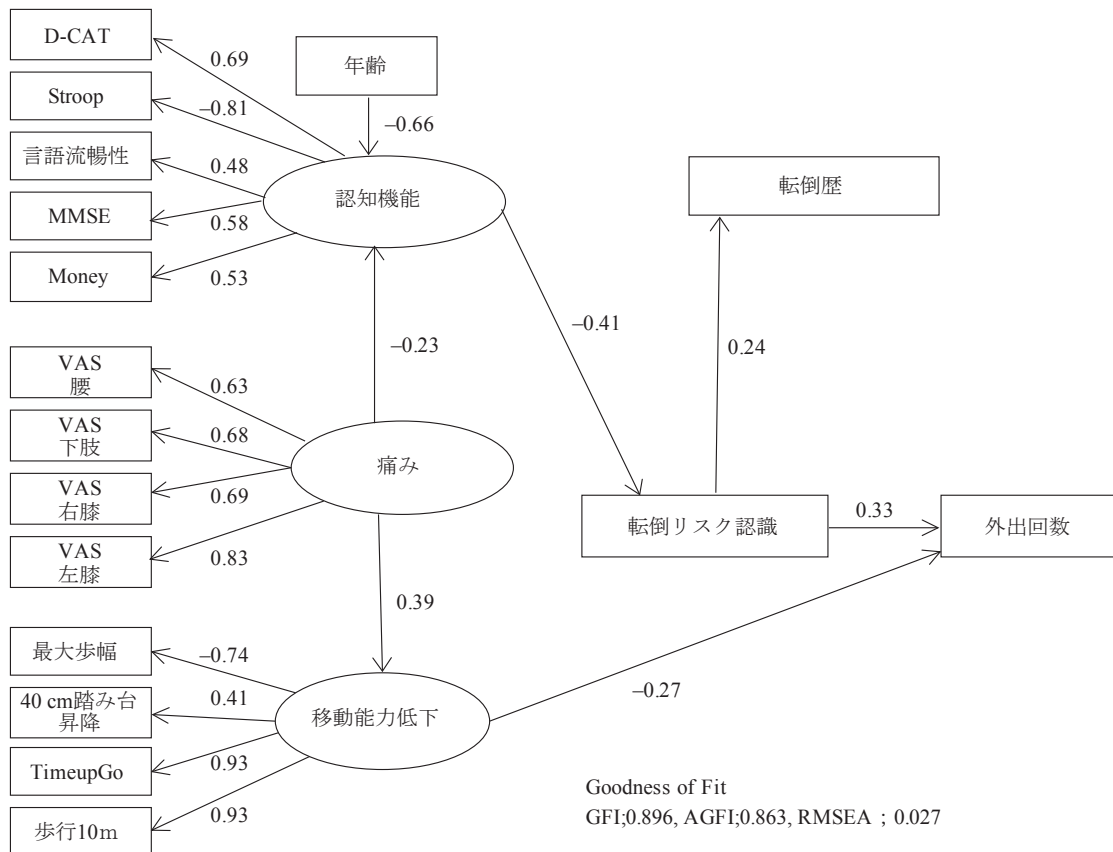 D-CAT
0.69
年齢
Stroop
–0.81
–0.66
言語流暢性
0.48
認知機能
転倒歴
MMSE
0.58
Money
0.53
–0.41
–0.23
0.24
VAS
腰
0.63
VAS
下肢
0.68
痛み
VAS
右膝
0.69
転倒リスク認識
0.33
外出回数
VAS
左膝
0.83
0.39
最大歩幅
–0.74
–0.27
40 cm踏み台
昇降
0.41
移動能力低下
TimeupGo
0.93
歩行10m
0.93
Goodness of Fit
GFI;0.896, AGFI;0.863, RMSEA ; 0.027